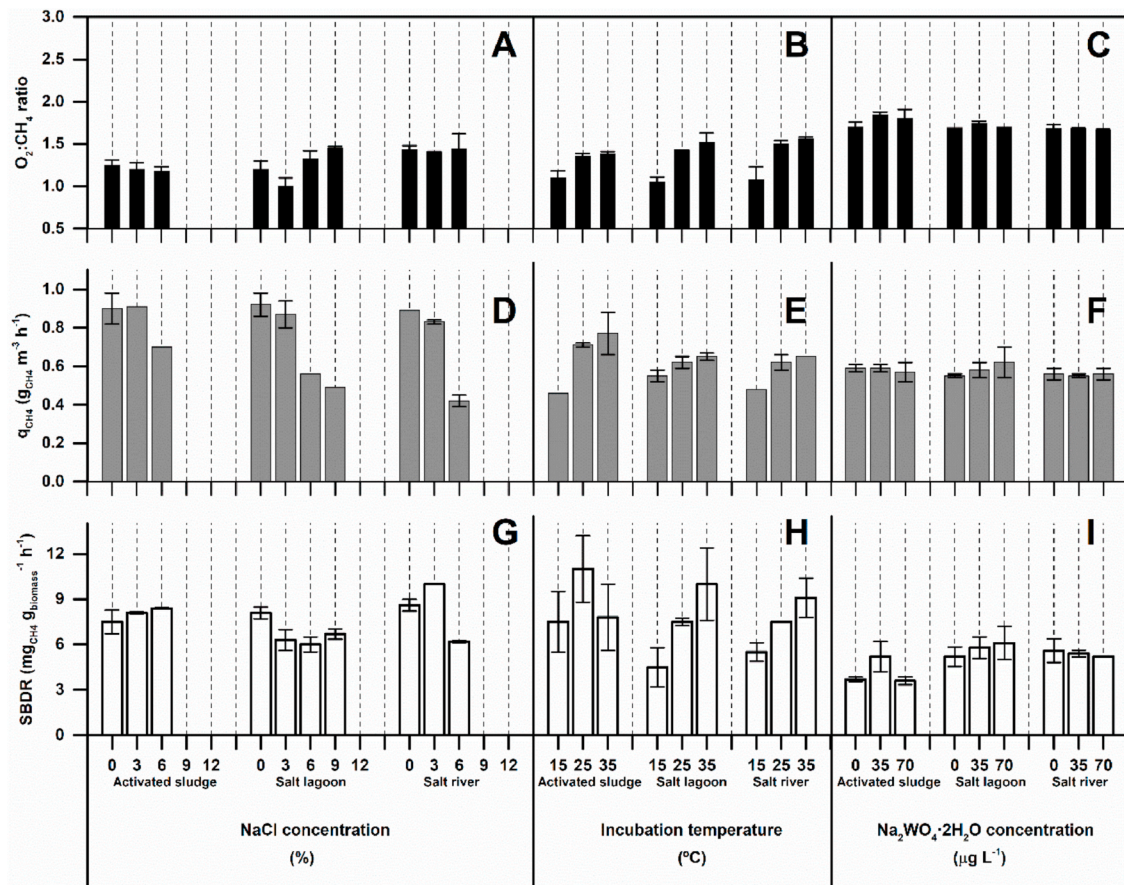 A B C
3.0
2.5
2.0
1.5
1.0
0.5
O₂:CH₄ ratio
D E F
1.0
0.8
0.6
0.4
0.2
0.0
q_CH4 (g_CH4 m⁻³ h⁻¹)
G H I
12
9
6
3
0
SBDR (mg_CH4 g_biomass⁻¹ h⁻¹)
0 3 6 9 12 0 3 6 9 12 0 3 6 9 12 15 25 35 15 25 35 15 25 35 0 35 70 0 35 70 0 35 70
Activated sludge Salt lagoon Salt river Activated sludge Salt lagoon Salt river Activated sludge Salt lagoon Salt river
NaCl concentration Incubation temperature Na₂WO₄·2H₂O concentration
(%) (ºC) (µg L⁻¹)